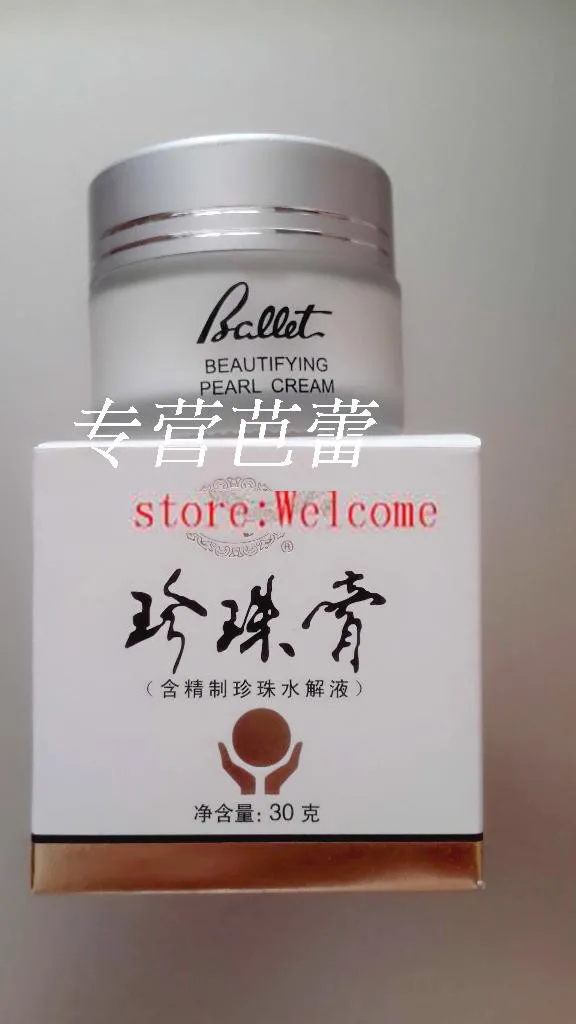 Ballet
BEAUTIFYING
PEARL CREAM
专营芭蕾
store:Welcome
®
珍珠膏
（含精制珍珠水解液）
净含量: 30 克